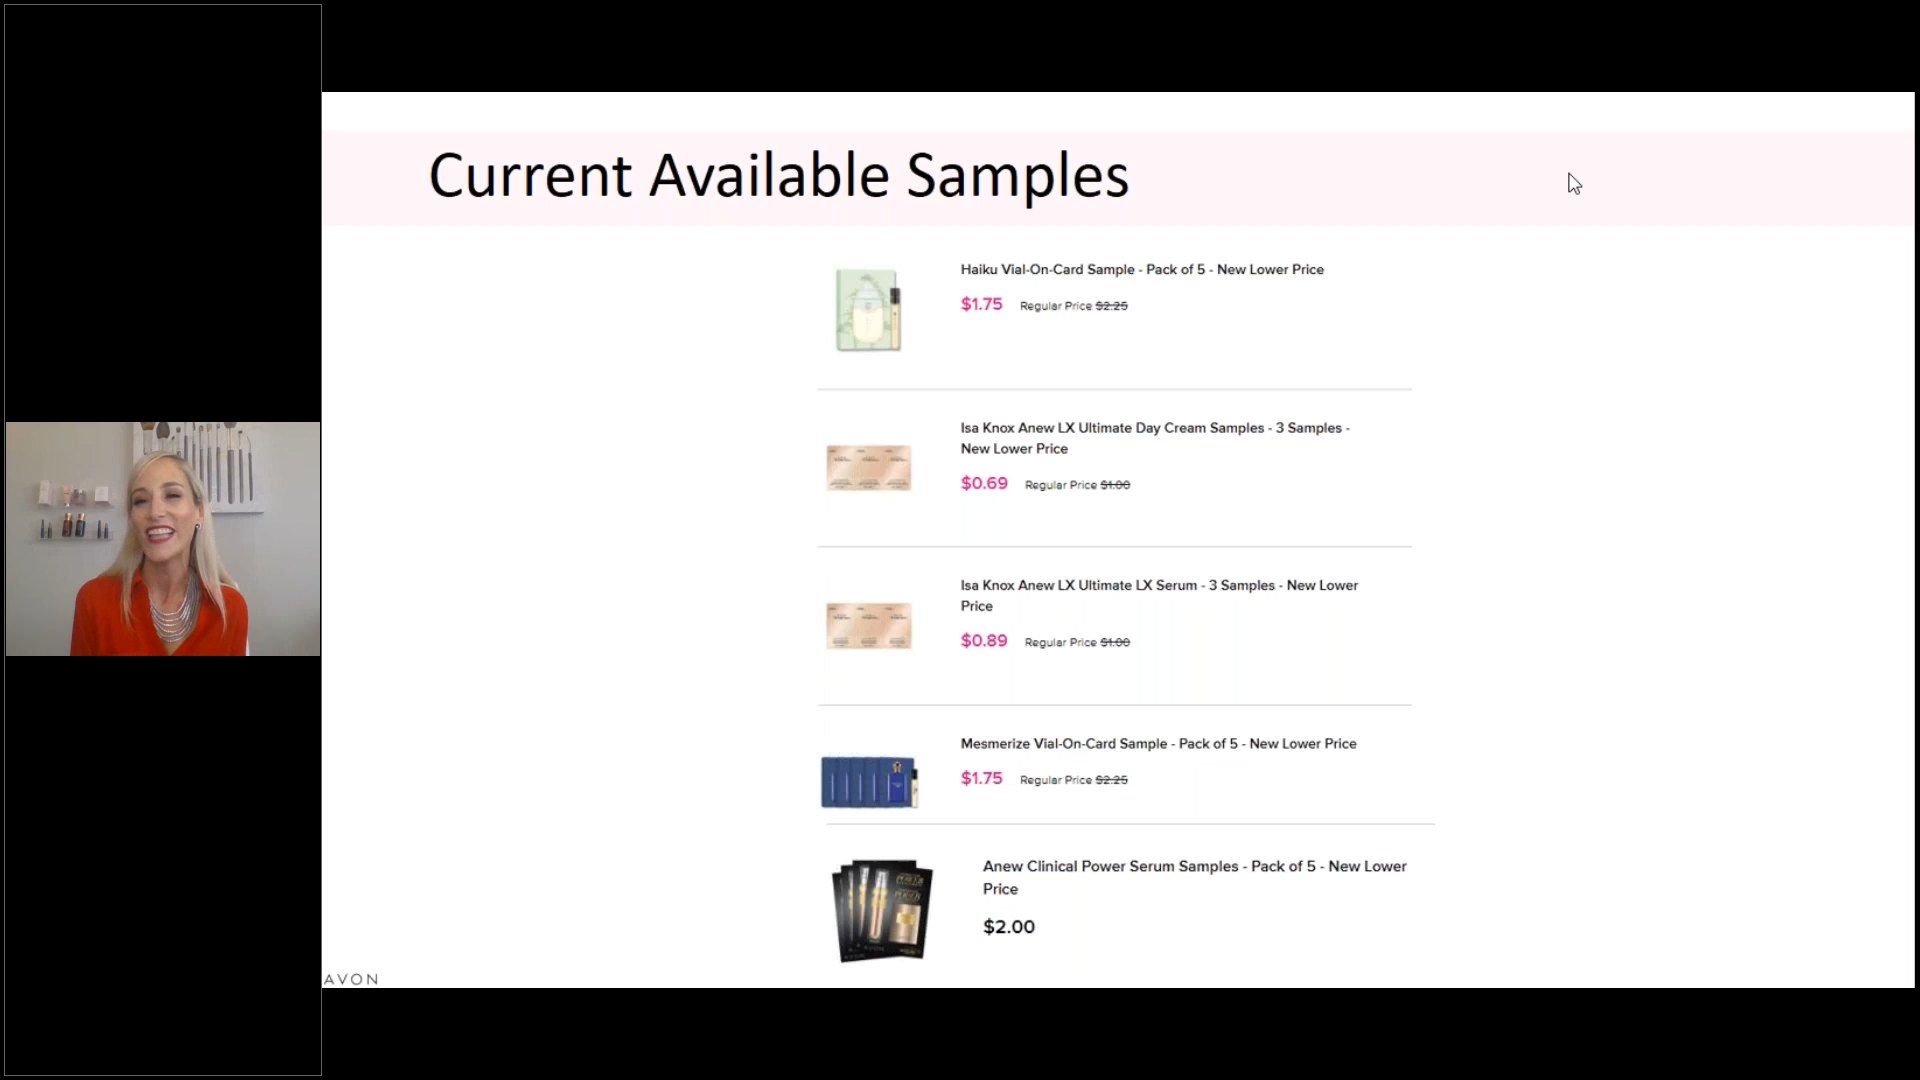 Current Available Samples
Haiku Vial-On-Card Sample - Pack of 5 - New Lower Price
$1.75 Regular Price $2.25
Isa Knox Anew LX Ultimate Day Cream Samples - 3 Samples -
New Lower Price
$0.69 Regular Price $1.00
Isa Knox Anew LX Ultimate LX Serum - 3 Samples - New Lower
Price
$0.89 Regular Price $1.00
Mesmerize Vial-On-Card Sample - Pack of 5 - New Lower Price
$1.75 Regular Price $2.25
Anew Clinical Power Serum Samples - Pack of 5 - New Lower
Price
$2.00
AVON